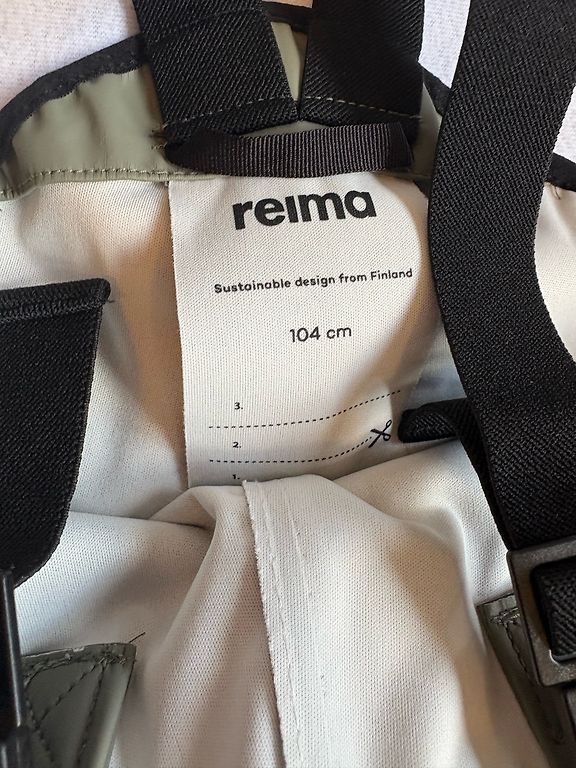 reima
Sustainable design from Finland
104 cm
3.
2.
1.